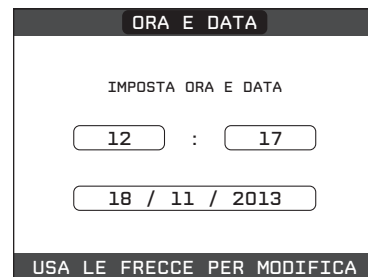 ORA E DATA
IMPOSTA ORA E DATA
12 : 17
18 / 11 / 2013
USA LE FRECCE PER MODIFICA